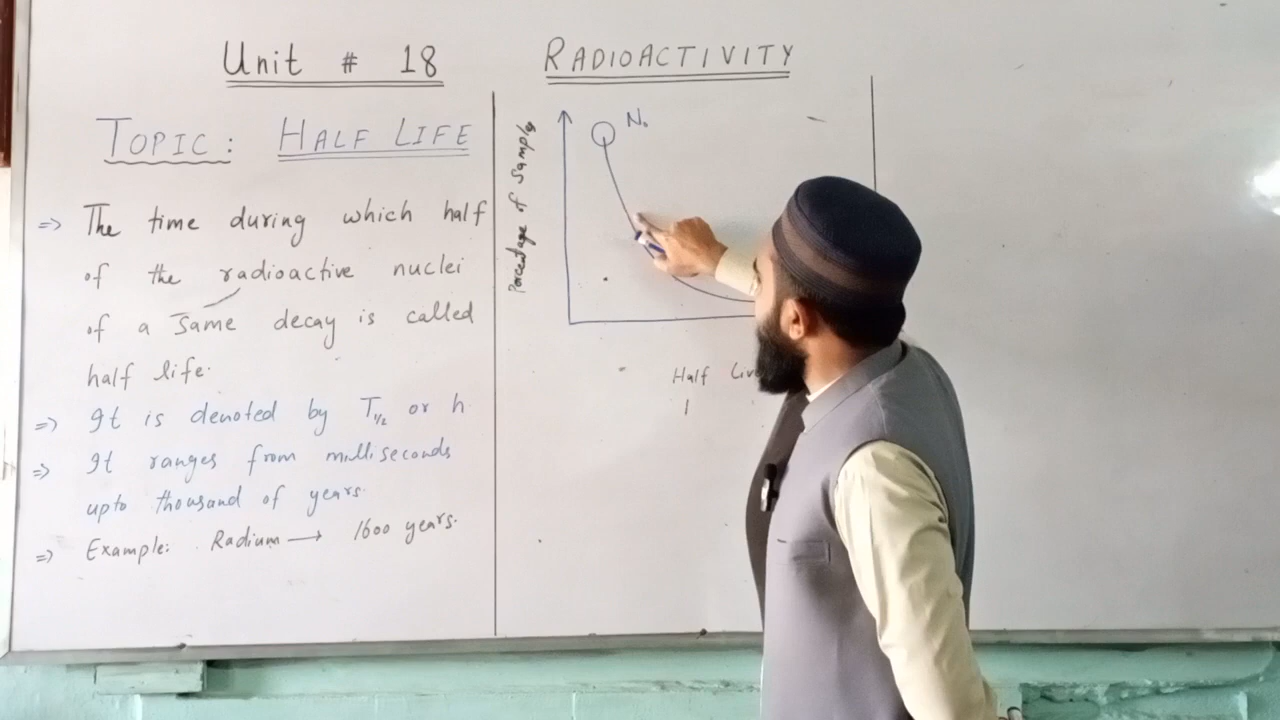 Unit # 18
RADIOACTIVITY
TOPIC: HALF LIFE
=> The time during which half
of the radioactive nuclei
of a same decay is called
half life.
=> It is denoted by T1/2 or h
=> It ranges from milliseconds
upto thousand of years.
=> Example: Radium → 1600 years.
N₀
Percentage of Sample
Half
1